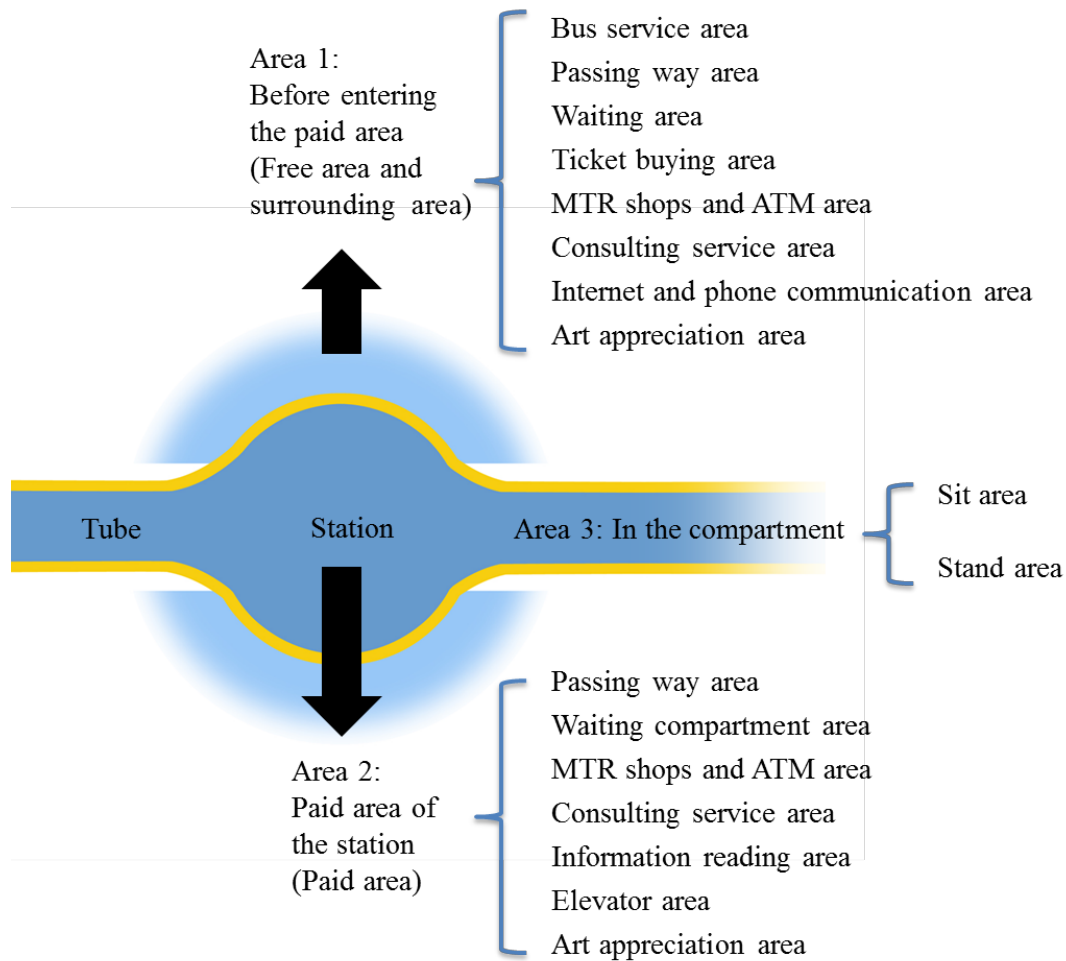 Area 1:
Before entering
the paid area
(Free area and
surrounding area)
Bus service area
Passing way area
Waiting area
Ticket buying area
MTR shops and ATM area
Consulting service area
Internet and phone communication area
Art appreciation area
Tube
Station
Area 3: In the compartment
Sit area
Stand area
Area 2:
Paid area of
the station
(Paid area)
Passing way area
Waiting compartment area
MTR shops and ATM area
Consulting service area
Information reading area
Elevator area
Art appreciation area